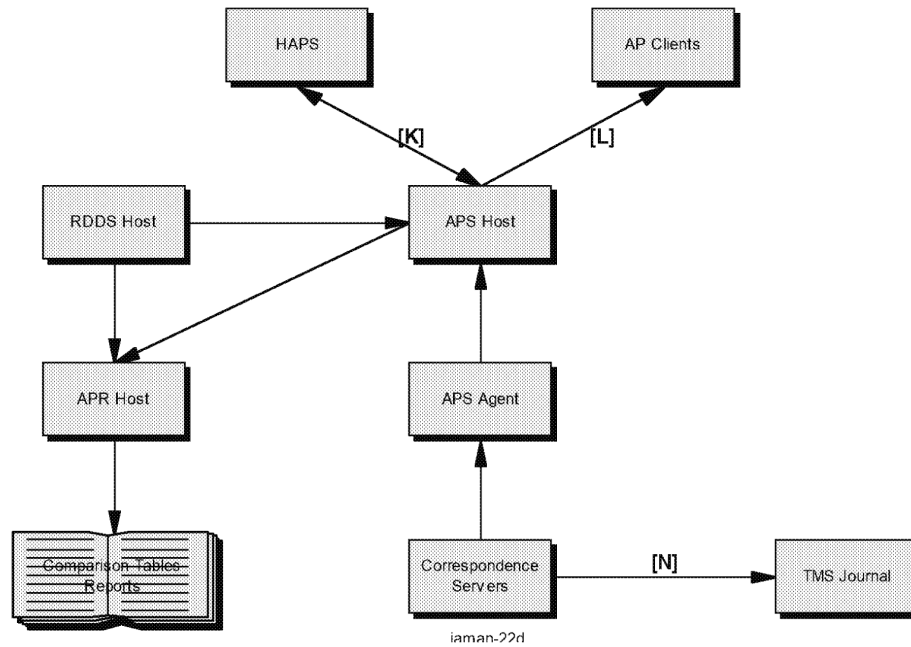 HAPS
AP Clients
[K]
[L]
RDDS Host
APS Host
APR Host
APS Agent
Comparison Tables
Reports
Correspondence
Servers
[N]
TMS Journal
jaman-22d